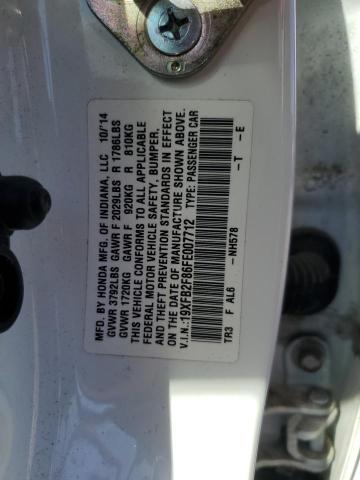 MFD. BY HONDA MFG. OF INDIANA, LLC 10/14
GVWR 3792LBS GAWR F 2029LBS R 1786LBS
GVWR 1720KG GAWR F 920KG R 810KG
THIS VEHICLE CONFORMS TO ALL APPLICABLE
FEDERAL MOTOR VEHICLE SAFETY, BUMPER,
AND THEFT PREVENTION STANDARDS IN EFFECT
ON THE DATE OF MANUFACTURE SHOWN ABOVE.
V.I.N.:19XFB2F86FE007712 TYPE: PASSENGER CAR
TR3 F AL6 -NH578 -T -E